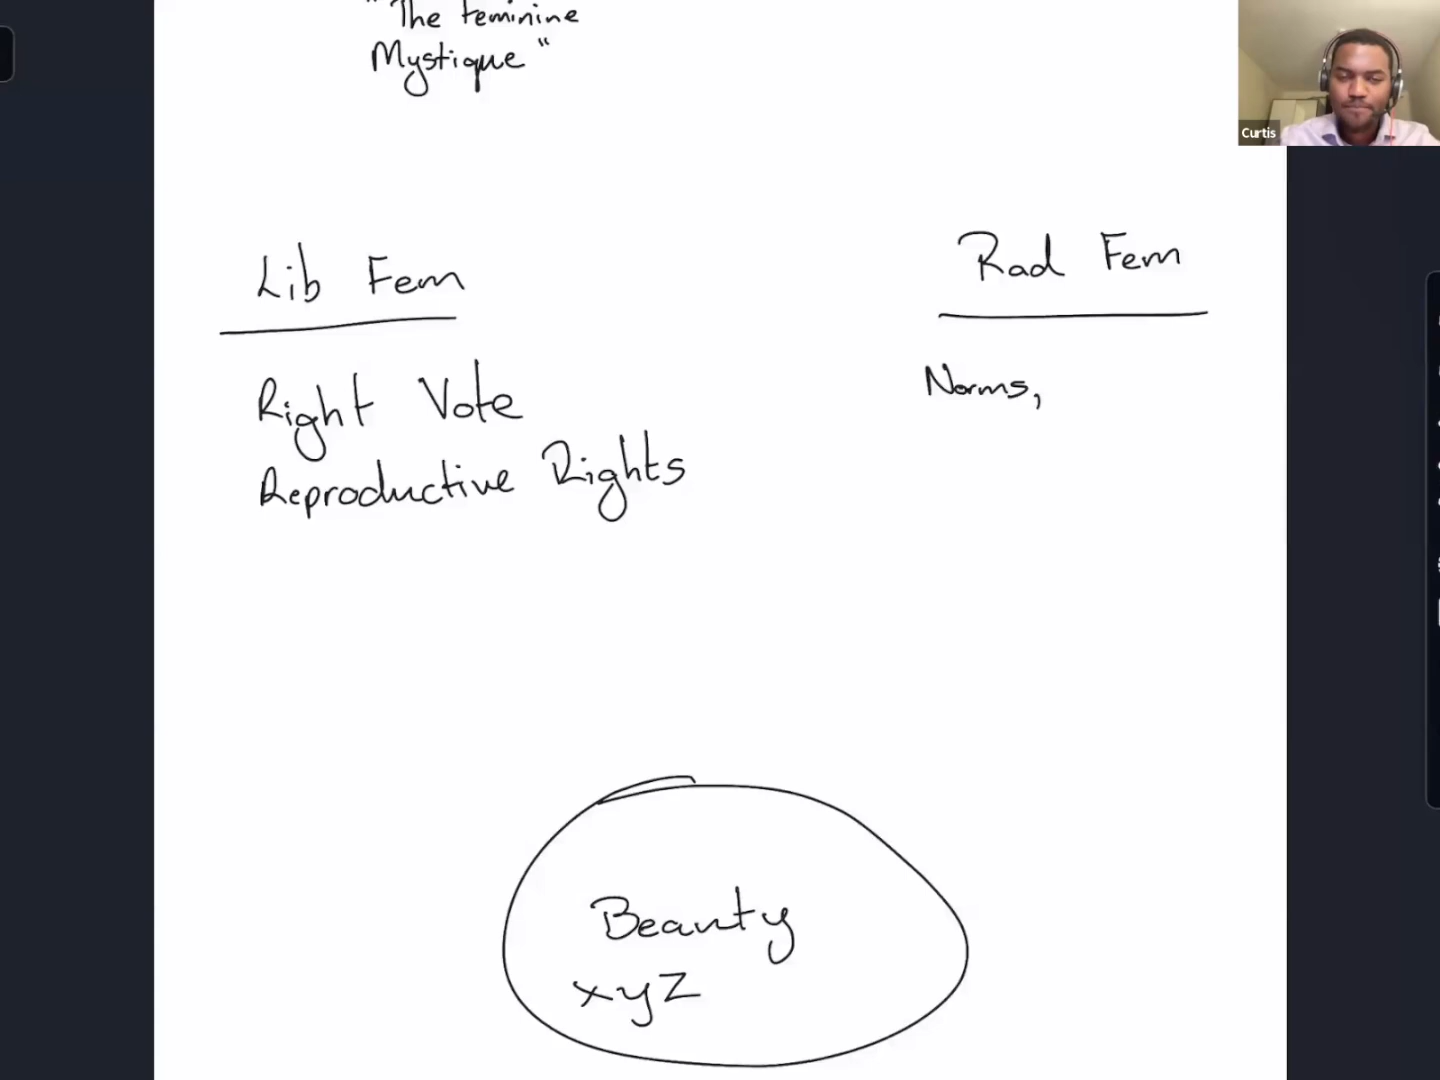 "The Feminine
Mystique"
Curtis
Lib Fem
Rad Fem
Right Vote
Norms,
Reproductive Rights
Beauty
xyz